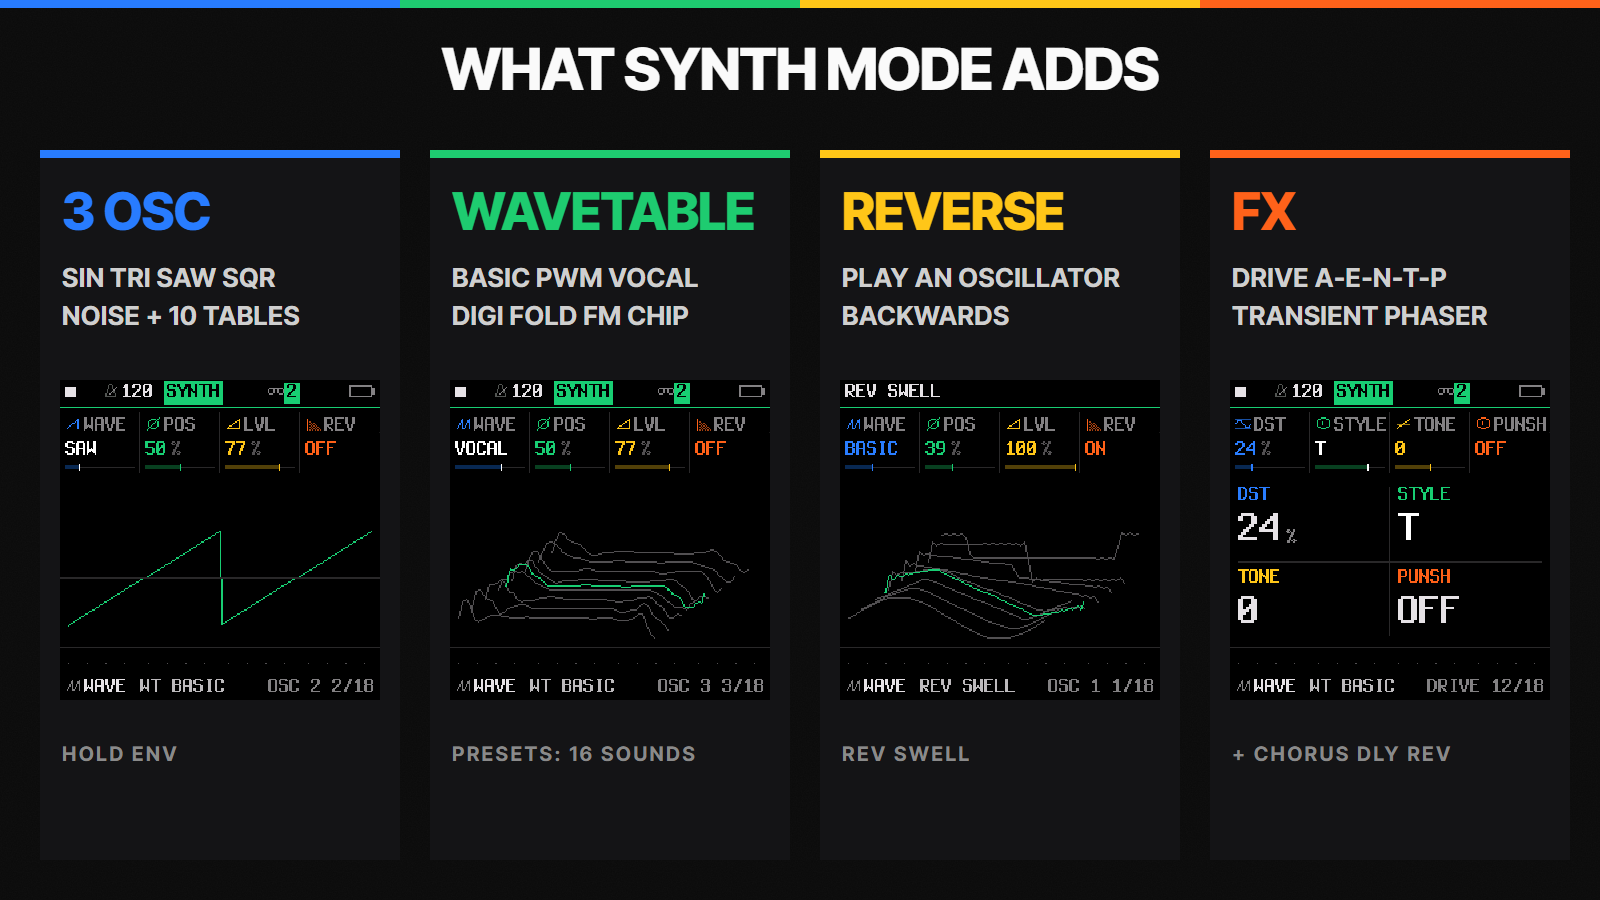 WHAT SYNTH MODE ADDS
3 OSC
SIN TRI SAW SQR
NOISE + 10 TABLES
120 SYNTH 2
WAVE POS LVL REV
SAW 50 % 77 % OFF
WAVE WT BASIC OSC 2 2/18
HOLD ENV
WAVETABLE
BASIC PWM VOCAL
DIGI FOLD FM CHIP
120 SYNTH 2
WAVE POS LVL REV
VOCAL 50 % 77 % OFF
WAVE WT BASIC OSC 3 3/18
PRESETS: 16 SOUNDS
REVERSE
PLAY AN OSCILLATOR
BACKWARDS
REV SWELL
WAVE POS LVL REV
BASIC 39 % 100 % ON
WAVE REV SWELL OSC 1 1/18
REV SWELL
FX
DRIVE A-E-N-T-P
TRANSIENT PHASER
120 SYNTH 2
DST STYLE TONE PUNSH
24 % T 0 OFF
DST STYLE
24 % T
TONE PUNSH
0 OFF
WAVE WT BASIC DRIVE 12/18
+ CHORUS DLY REV